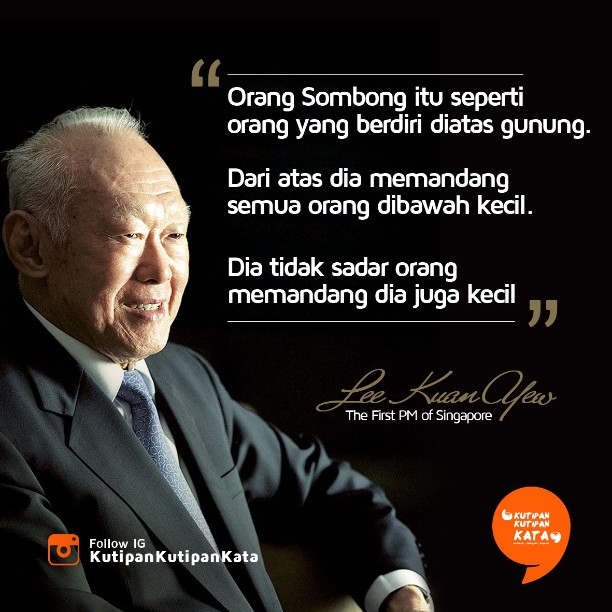 “
Orang Sombong itu seperti
orang yang berdiri diatas gunung.
Dari atas dia memandang
semua orang dibawah kecil.
Dia tidak sadar orang
memandang dia juga kecil
”
Lee Kuan Yew
The First PM of Singapore
Follow IG
KutipanKutipanKata
KUTIPAN
KUTIPAN
KATA